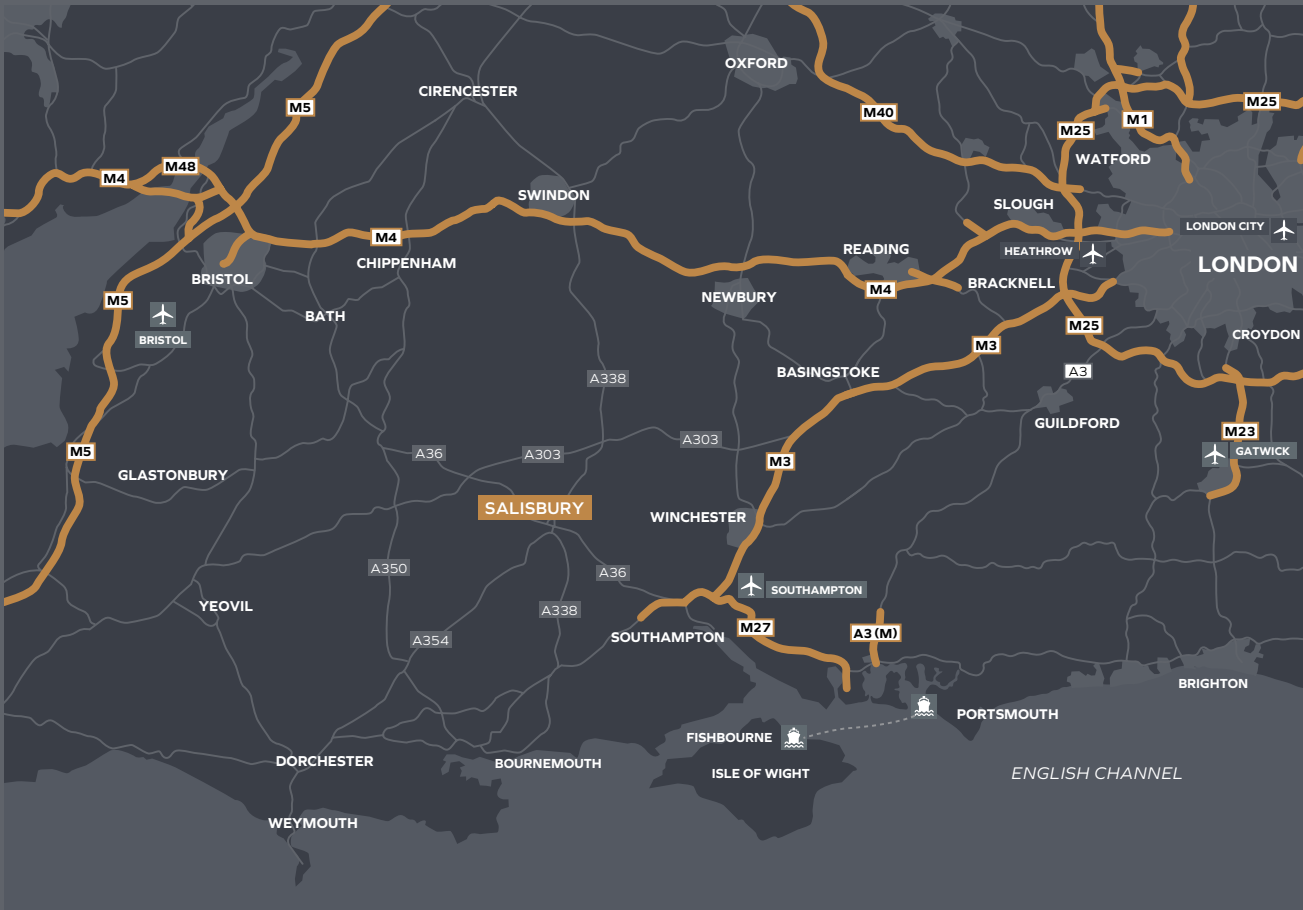 OXFORD
CIRENCESTER
M5
M40
M25
M1
M25
WATFORD
M48
M4
SWINDON
SLOUGH
LONDON CITY
M4
READING
HEATHROW
CHIPPENHAM
LONDON
BRISTOL
BRACKNELL
M4
NEWBURY
M5
BATH
M25
CROYDON
BRISTOL
M3
A3
BASINGSTOKE
A338
GUILDFORD
M23
A303
M5
A36
A303
GATWICK
M3
GLASTONBURY
SALISBURY
WINCHESTER
A350
A36
SOUTHAMPTON
YEOVIL
A338
M27
A3 (M)
SOUTHAMPTON
A354
BRIGHTON
PORTSMOUTH
FISHBOURNE
DORCHESTER
BOURNEMOUTH
ISLE OF WIGHT
ENGLISH CHANNEL
WEYMOUTH